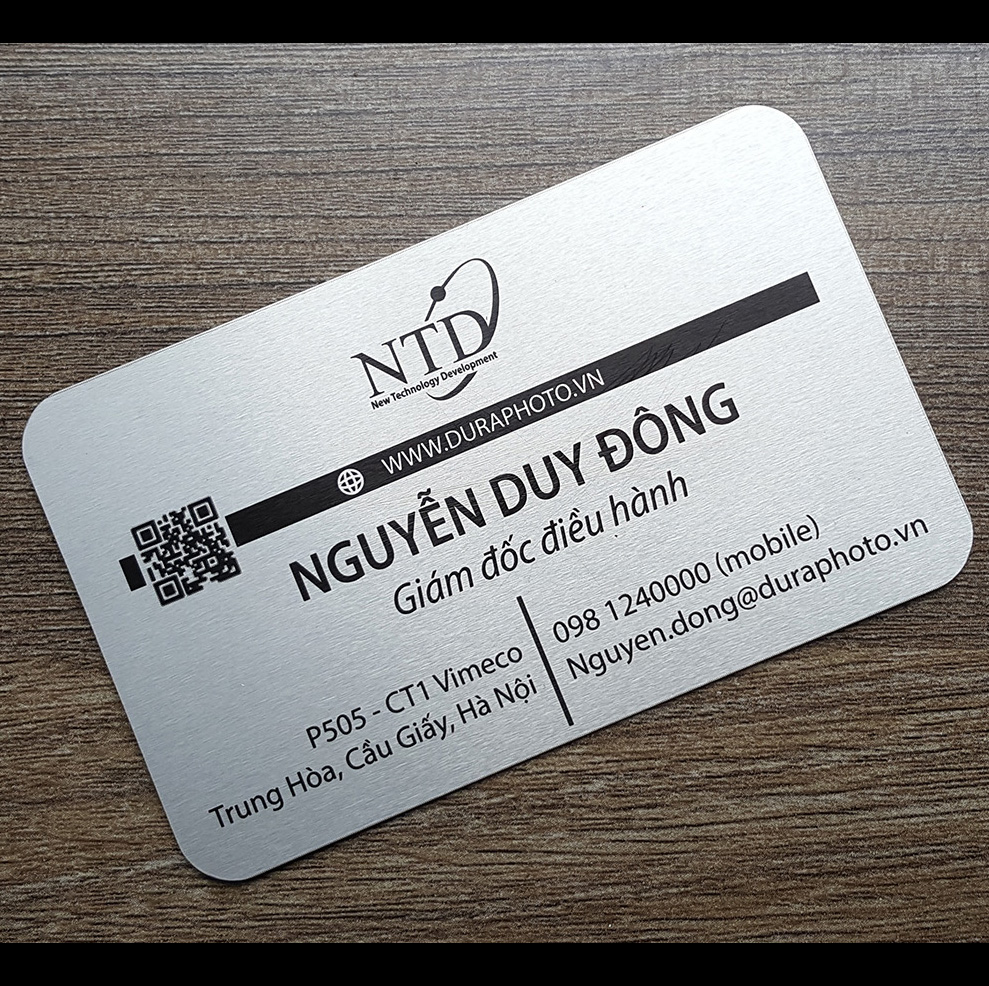 NTD
New Technology Development
WWW.DURAPHOTO.VN
NGUYỄN DUY ĐÔNG
Giám đốc điều hành
P505 - CT1 Vimeco
Trung Hòa, Cầu Giấy, Hà Nội
098 1240000 (mobile)
Nguyen.dong@duraphoto.vn